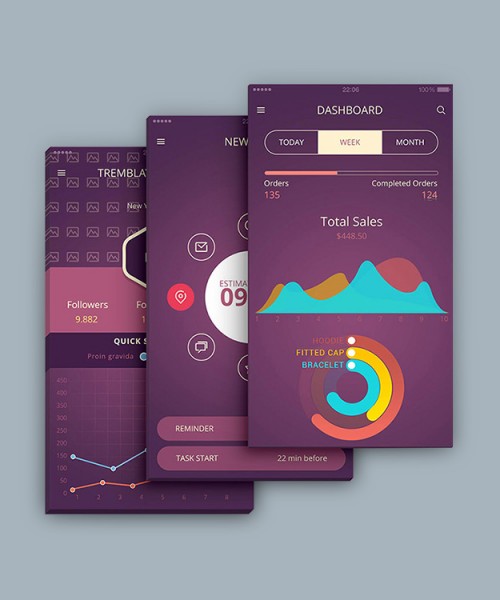 22:06
100%
DASHBOARD
TODAY WEEK MONTH
Orders Completed Orders
135 124
Total Sales
$448.50
1 2 3 4 5 6 7 8 9 10
HOODIE
FITTED CAP
BRACELET
22
NEW
ESTIMA
09
REMINDER
TASK START 22 min before
TREMBLA
New
Followers Fo
9.882
QUICK S
Proin gravida
450
400
350
300
250
200
150
100
50
10
1 2 3 4 5 6 7 8